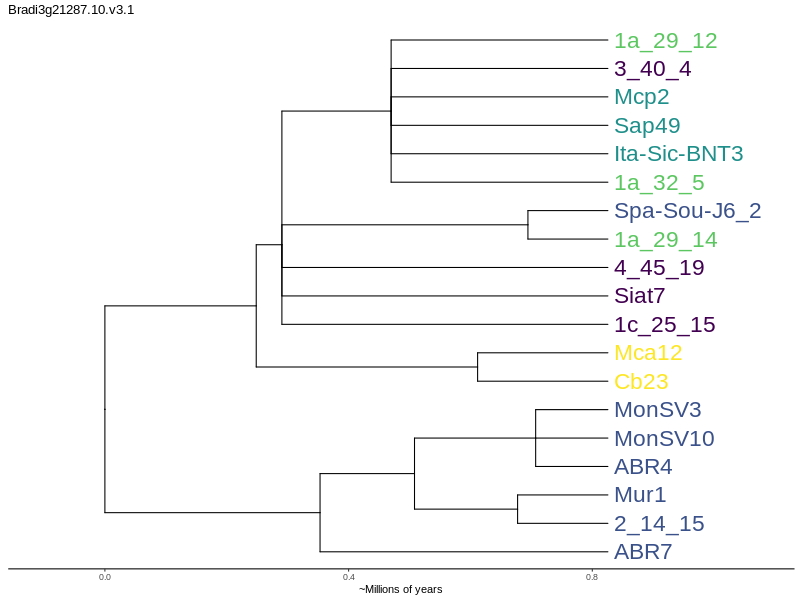 Bradi3g21287.10.v3.1
1a_29_12
3_40_4
Mcp2
Sap49
Ita-Sic-BNT3
1a_32_5
Spa-Sou-J6_2
1a_29_14
4_45_19
Siat7
1c_25_15
Mca12
Cb23
MonSV3
MonSV10
ABR4
Mur1
2_14_15
ABR7
0.0 0.4 0.8
~Millions of years